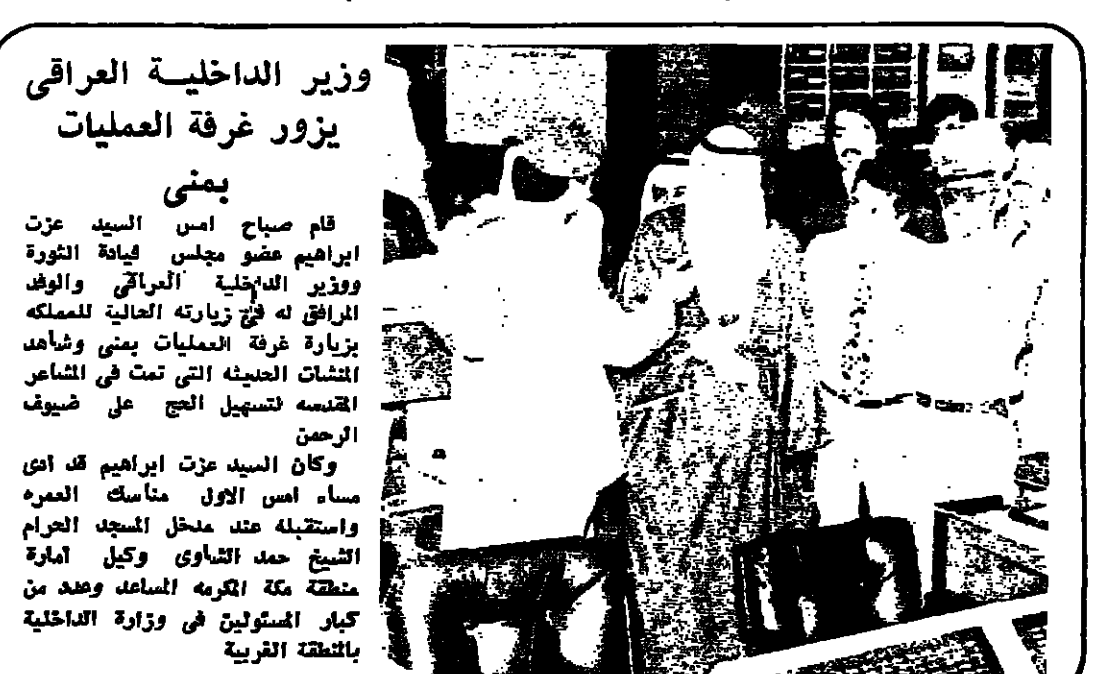 وزير الداخليـــة العراقى
يزور غرفة العمليات
بمنى
قام صباح امس السيد عزت
ابراهيم عضو مجلس قيادة الثورة
ووزير الداخلية العراقى والوفد
المرافق له في زيارته الحالية للمملكه
بزيارة غرفة العمليات بمنى وشاهد
المنشات الحديثه التى تمت فى المشاعر
المقدسه لتسهيل الحج على ضيوف
الرحمن
وكان السيد عزت ابراهيم قد ادى
مساء امس الاول مناسك العمره
واستقبله عند مدخل المسجد الحرام
الشيخ حمد الشاوى وكيل امارة
منطقة مكة المكرمه المساعد وعدد من
كبار المسئولين فى وزارة الداخلية
بالمنطقة الغربية